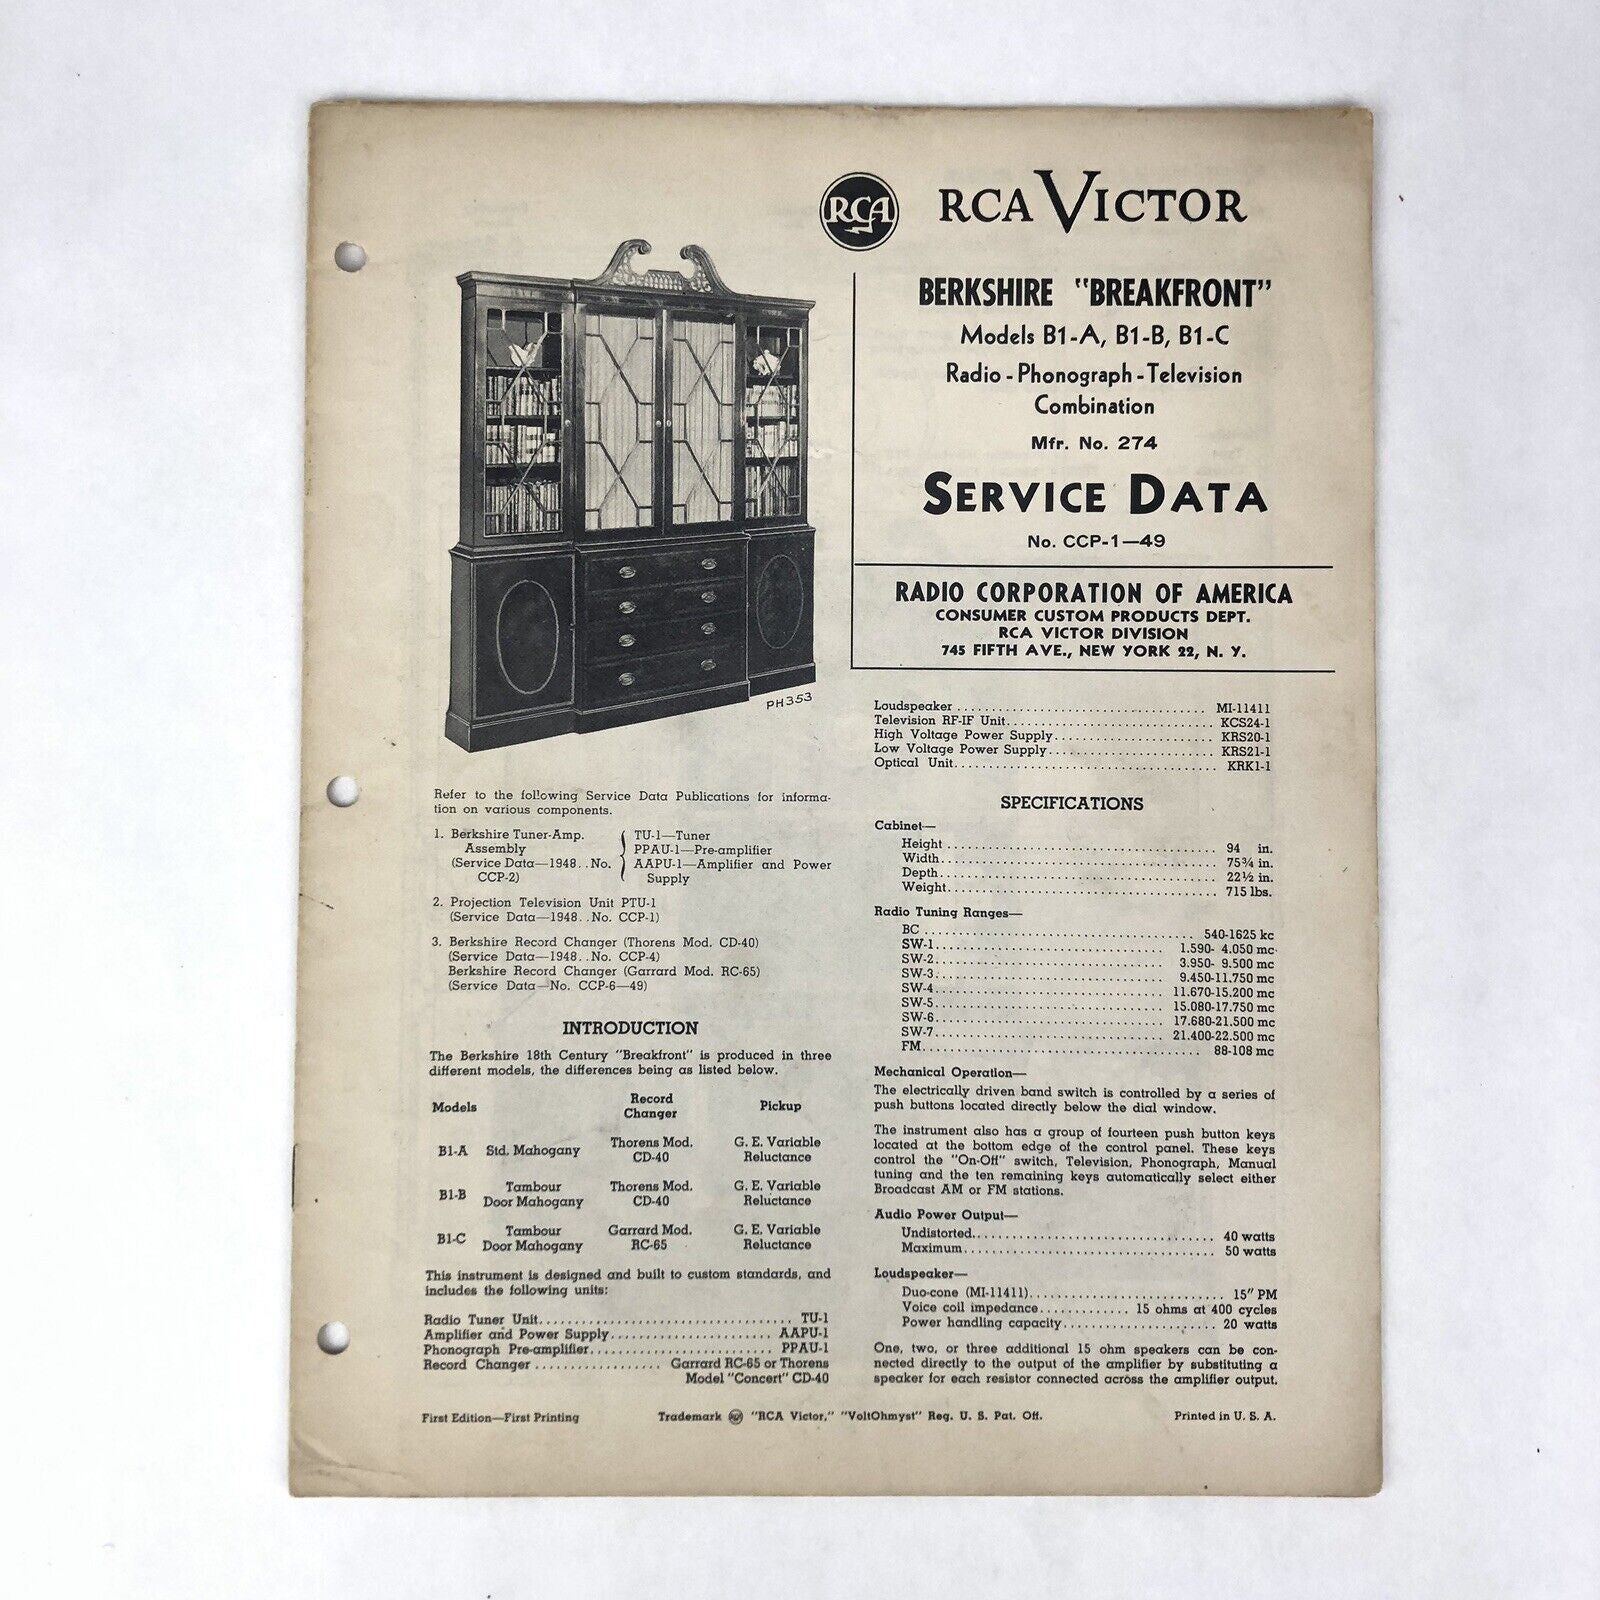 RCA
RCA VICTOR
BERKSHIRE "BREAKFRONT"
Models B1-A, B1-B, B1-C
Radio - Phonograph - Television
Combination
Mfr. No. 274
SERVICE DATA
No. CCP-1—49
RADIO CORPORATION OF AMERICA
CONSUMER CUSTOM PRODUCTS DEPT.
RCA VICTOR DIVISION
745 FIFTH AVE., NEW YORK 22, N. Y.
PH353
Refer to the following Service Data Publications for informa-
tion on various components.
1. Berkshire Tuner-Amp. TU-1—Tuner
Assembly PPAU-1—Pre-amplifier
(Service Data—1948. .No. AAPU-1—Amplifier and Power
CCP-2) Supply
2. Projection Television Unit PTU-1
(Service Data—1948. .No. CCP-1)
3. Berkshire Record Changer (Thorens Mod. CD-40)
(Service Data—1948. .No. CCP-4)
Berkshire Record Changer (Garrard Mod. RC-65)
(Service Data—No. CCP-6—49)
INTRODUCTION
The Berkshire 18th Century "Breakfront" is produced in three
different models, the differences being as listed below.
Models Record Changer Pickup
B1-A Std. Mahogany Thorens Mod. CD-40 G. E. Variable Reluctance
B1-B Tambour Door Mahogany Thorens Mod. CD-40 G. E. Variable Reluctance
B1-C Tambour Door Mahogany Garrard Mod. RC-65 G. E. Variable Reluctance
This instrument is designed and built to custom standards, and
includes the following units:
Radio Tuner Unit. . . . . TU-1
Amplifier and Power Supply. . . . . AAPU-1
Phonograph Pre-amplifier. . . . . PPAU-1
Record Changer . . . . . Garrard RC-65 or Thorens
Model "Concert" CD-40
Loudspeaker . . . . . MI-11411
Television RF-IF Unit. . . . . KCS24-1
High Voltage Power Supply. . . . . KRS20-1
Low Voltage Power Supply. . . . . KRS21-1
Optical Unit. . . . . KRK1-1
SPECIFICATIONS
Cabinet—
Height . . . . . 94 in.
Width. . . . . 75¾ in.
Depth. . . . . 22½ in.
Weight. . . . . 715 lbs.
Radio Tuning Ranges—
BC . . . . . 540-1625 kc
SW-1. . . . . 1.590- 4.050 mc
SW-2. . . . . 3.950- 9.500 mc
SW-3. . . . . 9.450-11.750 mc
SW-4. . . . . 11.670-15.200 mc
SW-5. . . . . 15.080-17.750 mc
SW-6. . . . . 17.680-21.500 mc
SW-7. . . . . 21.400-22.500 mc
FM. . . . . 88-108 mc
Mechanical Operation—
The electrically driven band switch is controlled by a series of
push buttons located directly below the dial window.
The instrument also has a group of fourteen push button keys
located at the bottom edge of the control panel. These keys
control the "On-Off" switch, Television, Phonograph, Manual
tuning and the ten remaining keys automatically select either
Broadcast AM or FM stations.
Audio Power Output—
Undistorted. . . . . 40 watts
Maximum. . . . . 50 watts
Loudspeaker—
Duo-cone (MI-11411). . . . . 15" PM
Voice coil impedance. . . . . 15 ohms at 400 cycles
Power handling capacity. . . . . 20 watts
One, two, or three additional 15 ohm speakers can be con-
nected directly to the output of the amplifier by substituting a
speaker for each resistor connected across the amplifier output.
First Edition—First Printing Trademark RCA "RCA Victor," "VoltOhmyst" Reg. U. S. Pat. Off. Printed in U. S. A.